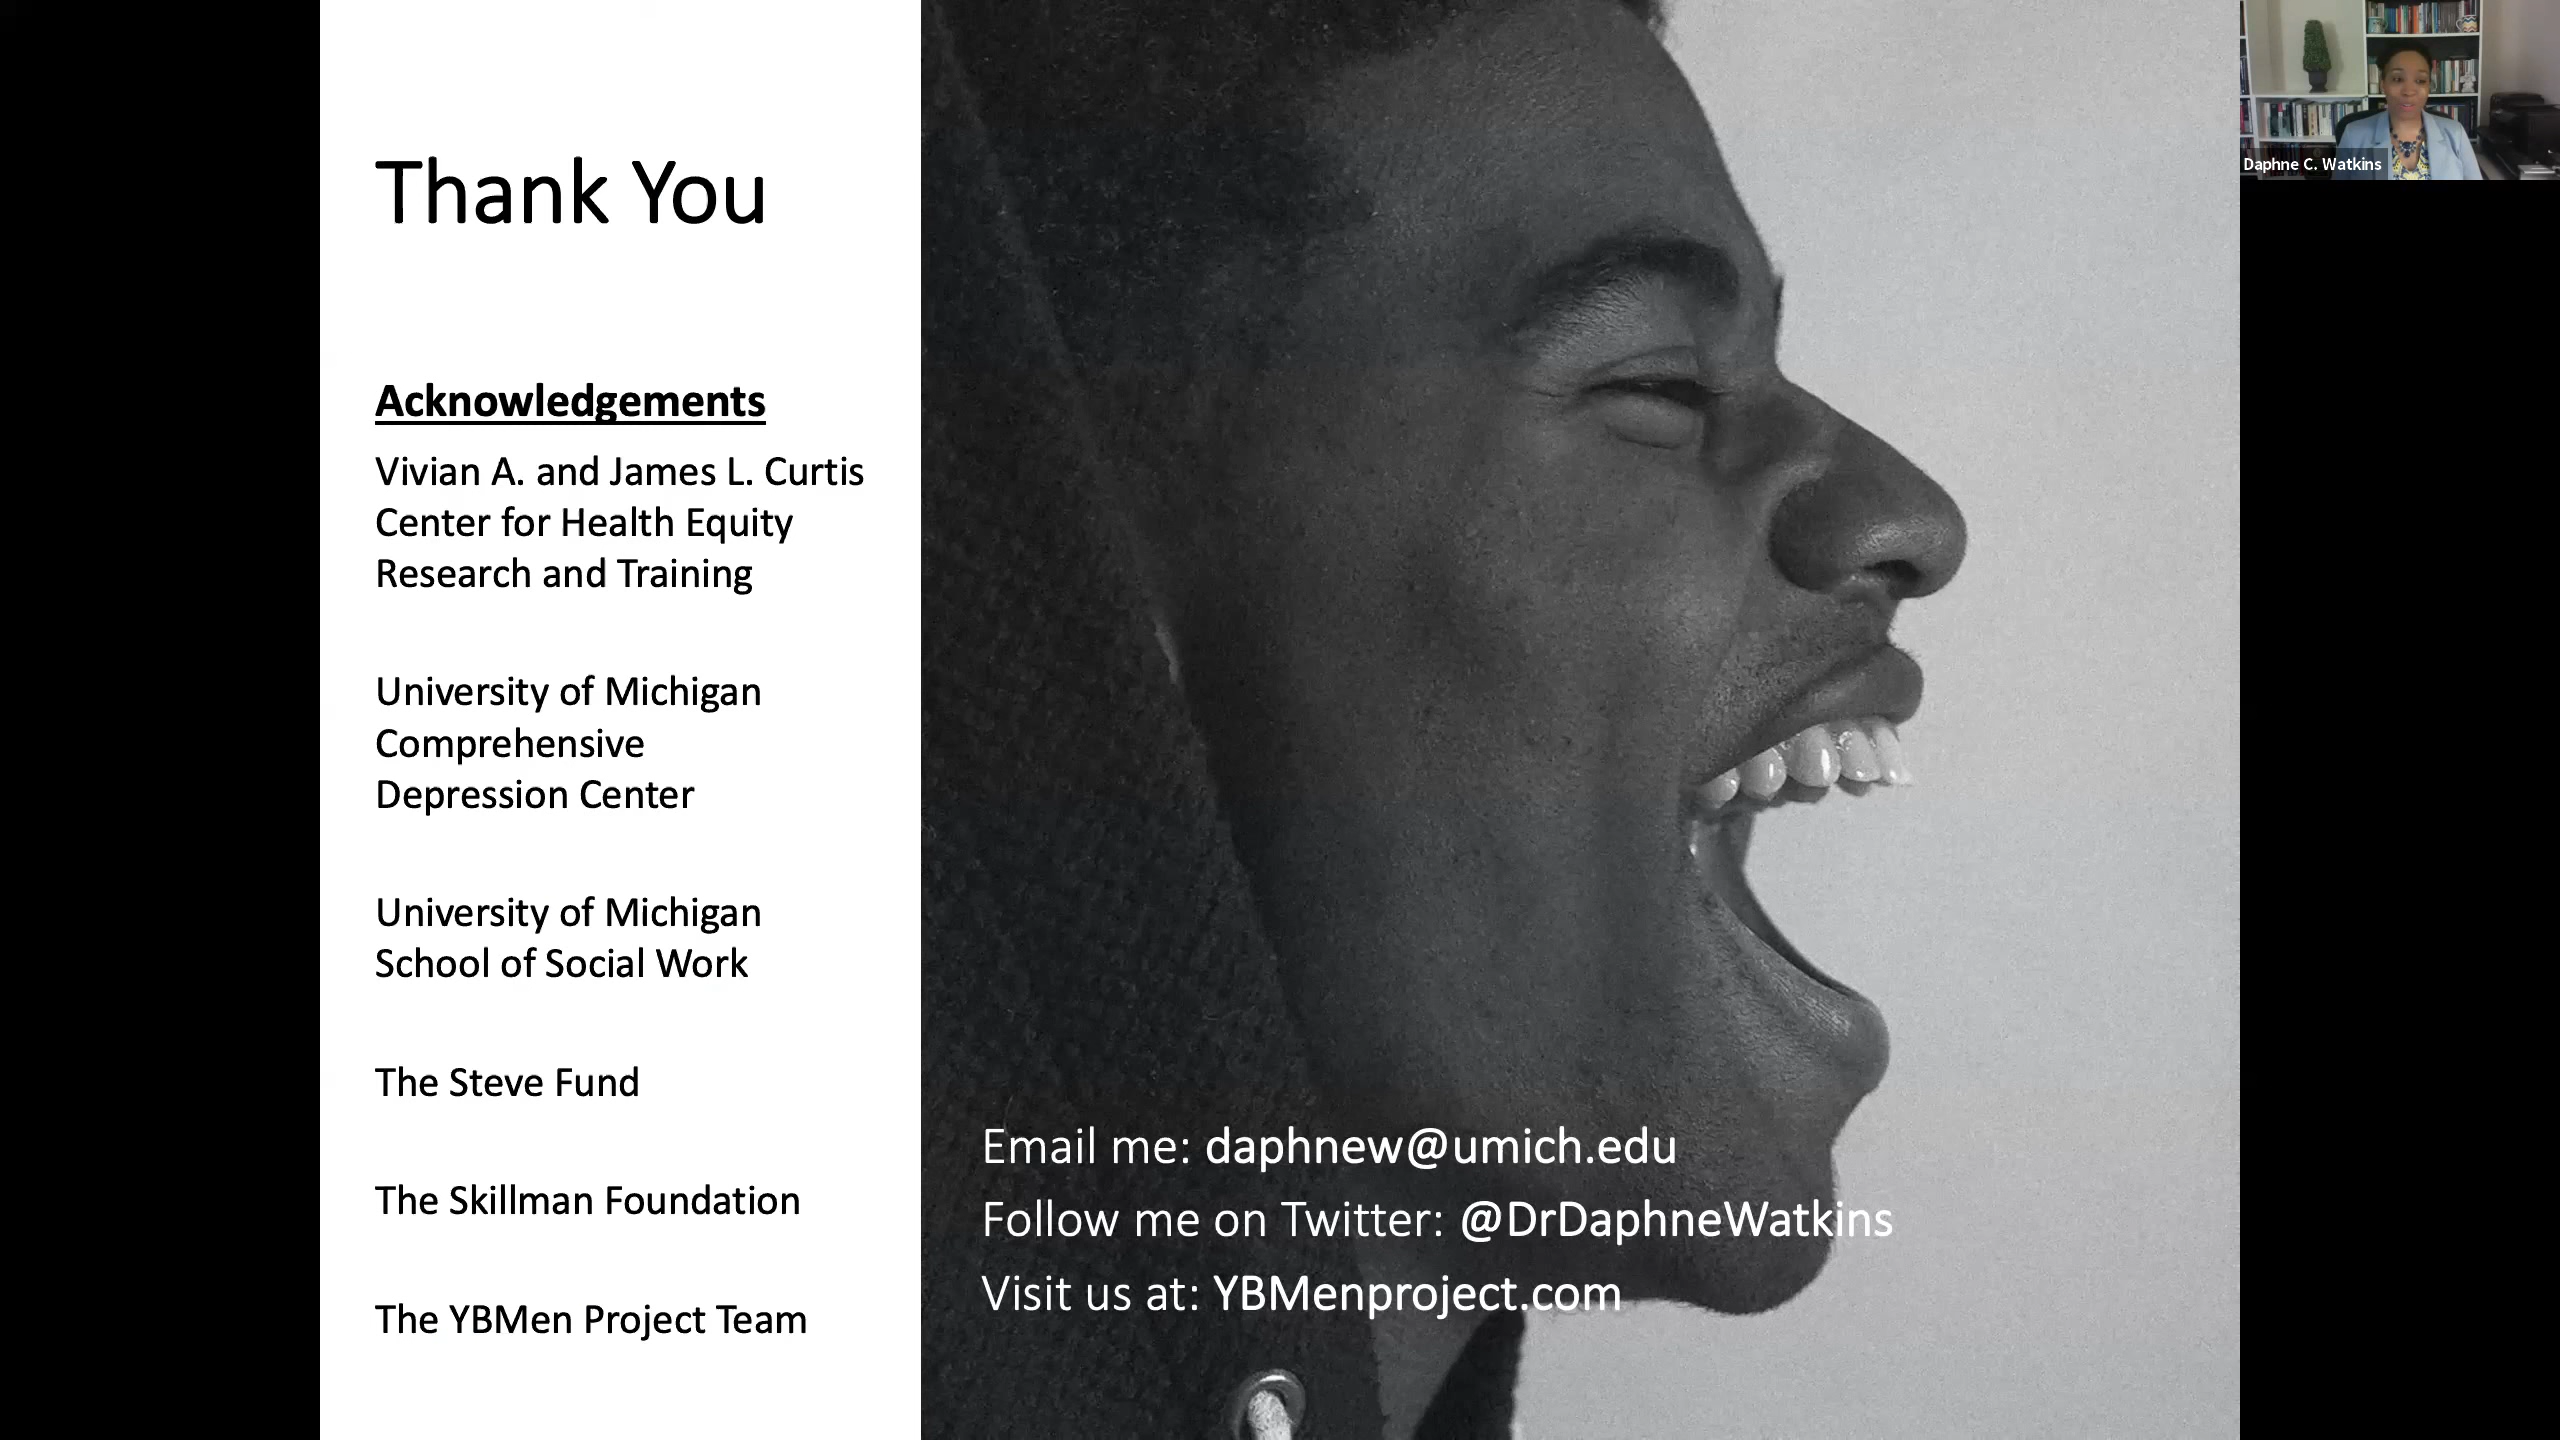 Thank You
Acknowledgements
Vivian A. and James L. Curtis
Center for Health Equity
Research and Training
University of Michigan
Comprehensive
Depression Center
University of Michigan
School of Social Work
The Steve Fund
The Skillman Foundation
The YBMen Project Team
Email me: daphnew@umich.edu
Follow me on Twitter: @DrDaphneWatkins
Visit us at: YBMenproject.com
Daphne C. Watkins